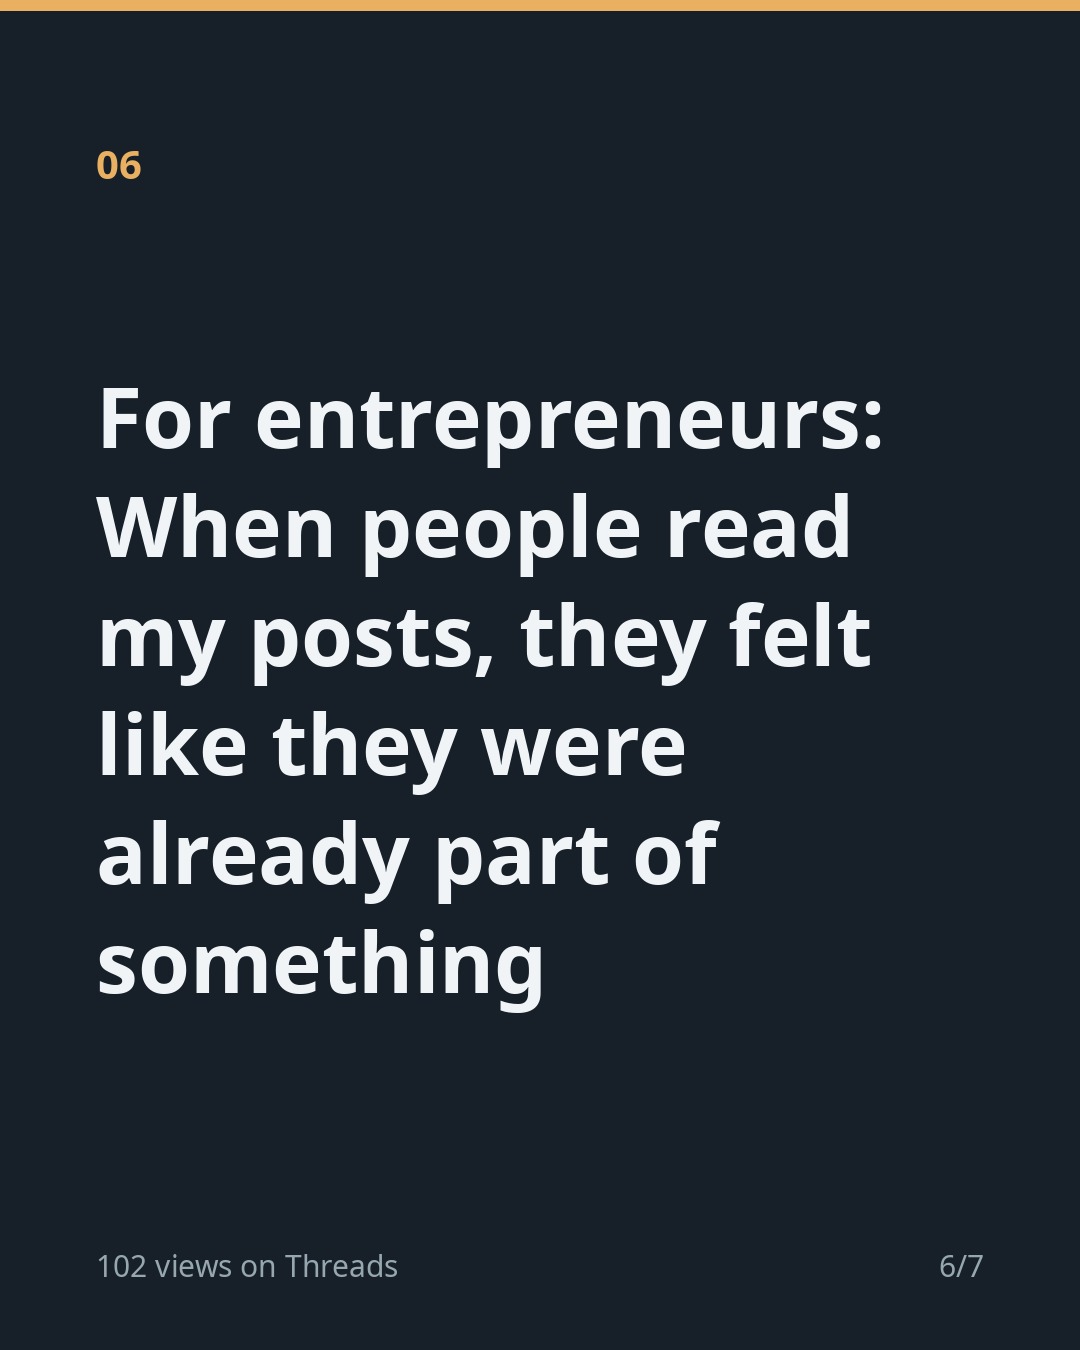 06
For entrepreneurs:
When people read
my posts, they felt
like they were
already part of
something
102 views on Threads
6/7